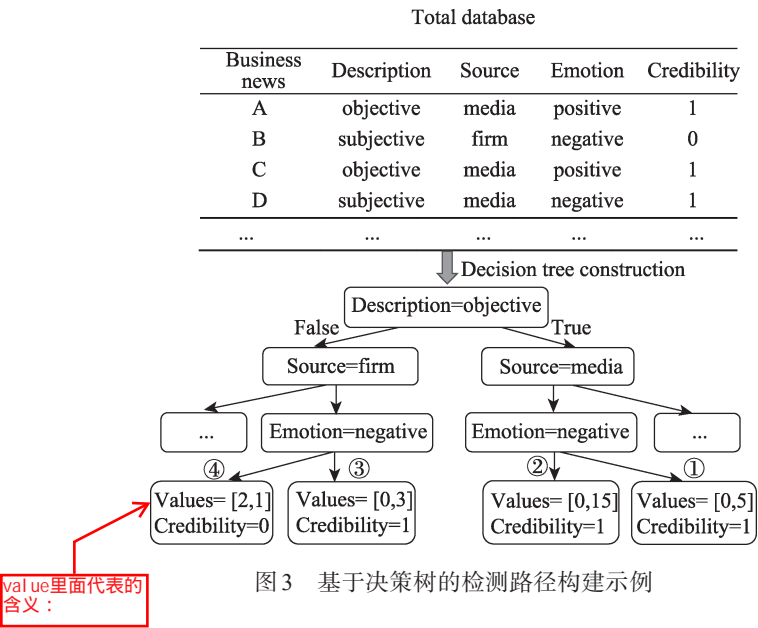 Total database
Business news Description Source Emotion Credibility
A objective media positive 1
B subjective firm negative 0
C objective media positive 1
D subjective media negative 1
... ... ... ... ...
Decision tree construction
Description=objective
False True
Source=firm Source=media
... Emotion=negative Emotion=negative ...
④ ③ ② ①
Values= [2,1] Values= [0,3] Values= [0,15] Values= [0,5]
Credibility=0 Credibility=1 Credibility=1 Credibility=1
value里面代表的
含义：
图3 基于决策树的检测路径构建示例